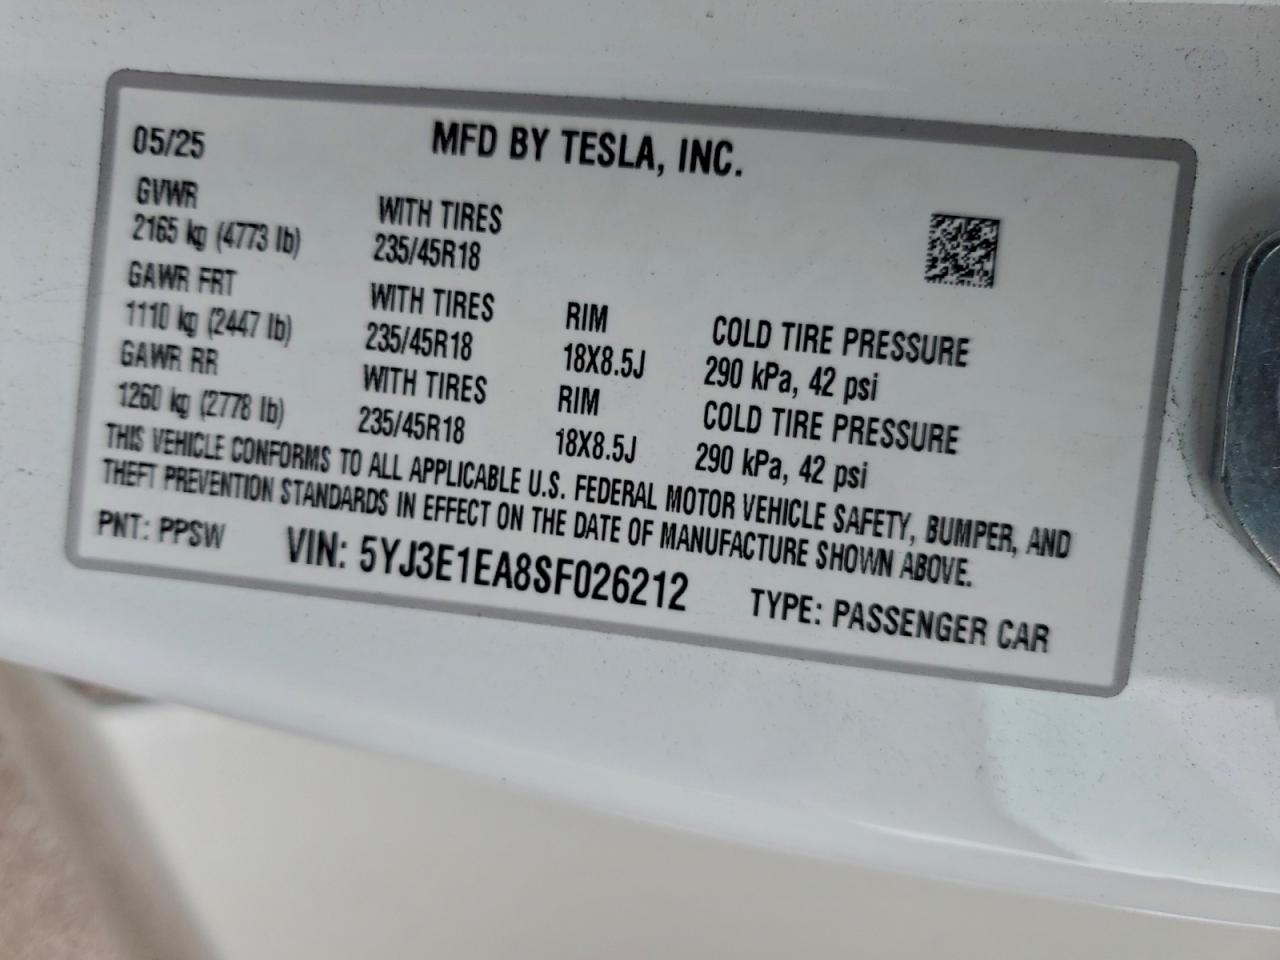 05/25 MFD BY TESLA, INC.
GVWR WITH TIRES
2165 kg (4773 lb) 235/45R18
GAWR FRT WITH TIRES RIM COLD TIRE PRESSURE
1110 kg (2447 lb) 235/45R18 18X8.5J 290 kPa, 42 psi
GAWR RR WITH TIRES RIM COLD TIRE PRESSURE
1260 kg (2778 lb) 235/45R18 18X8.5J 290 kPa, 42 psi
THIS VEHICLE CONFORMS TO ALL APPLICABLE U.S. FEDERAL MOTOR VEHICLE SAFETY, BUMPER, AND
THEFT PREVENTION STANDARDS IN EFFECT ON THE DATE OF MANUFACTURE SHOWN ABOVE.
PNT: PPSW VIN: 5YJ3E1EA8SF026212 TYPE: PASSENGER CAR